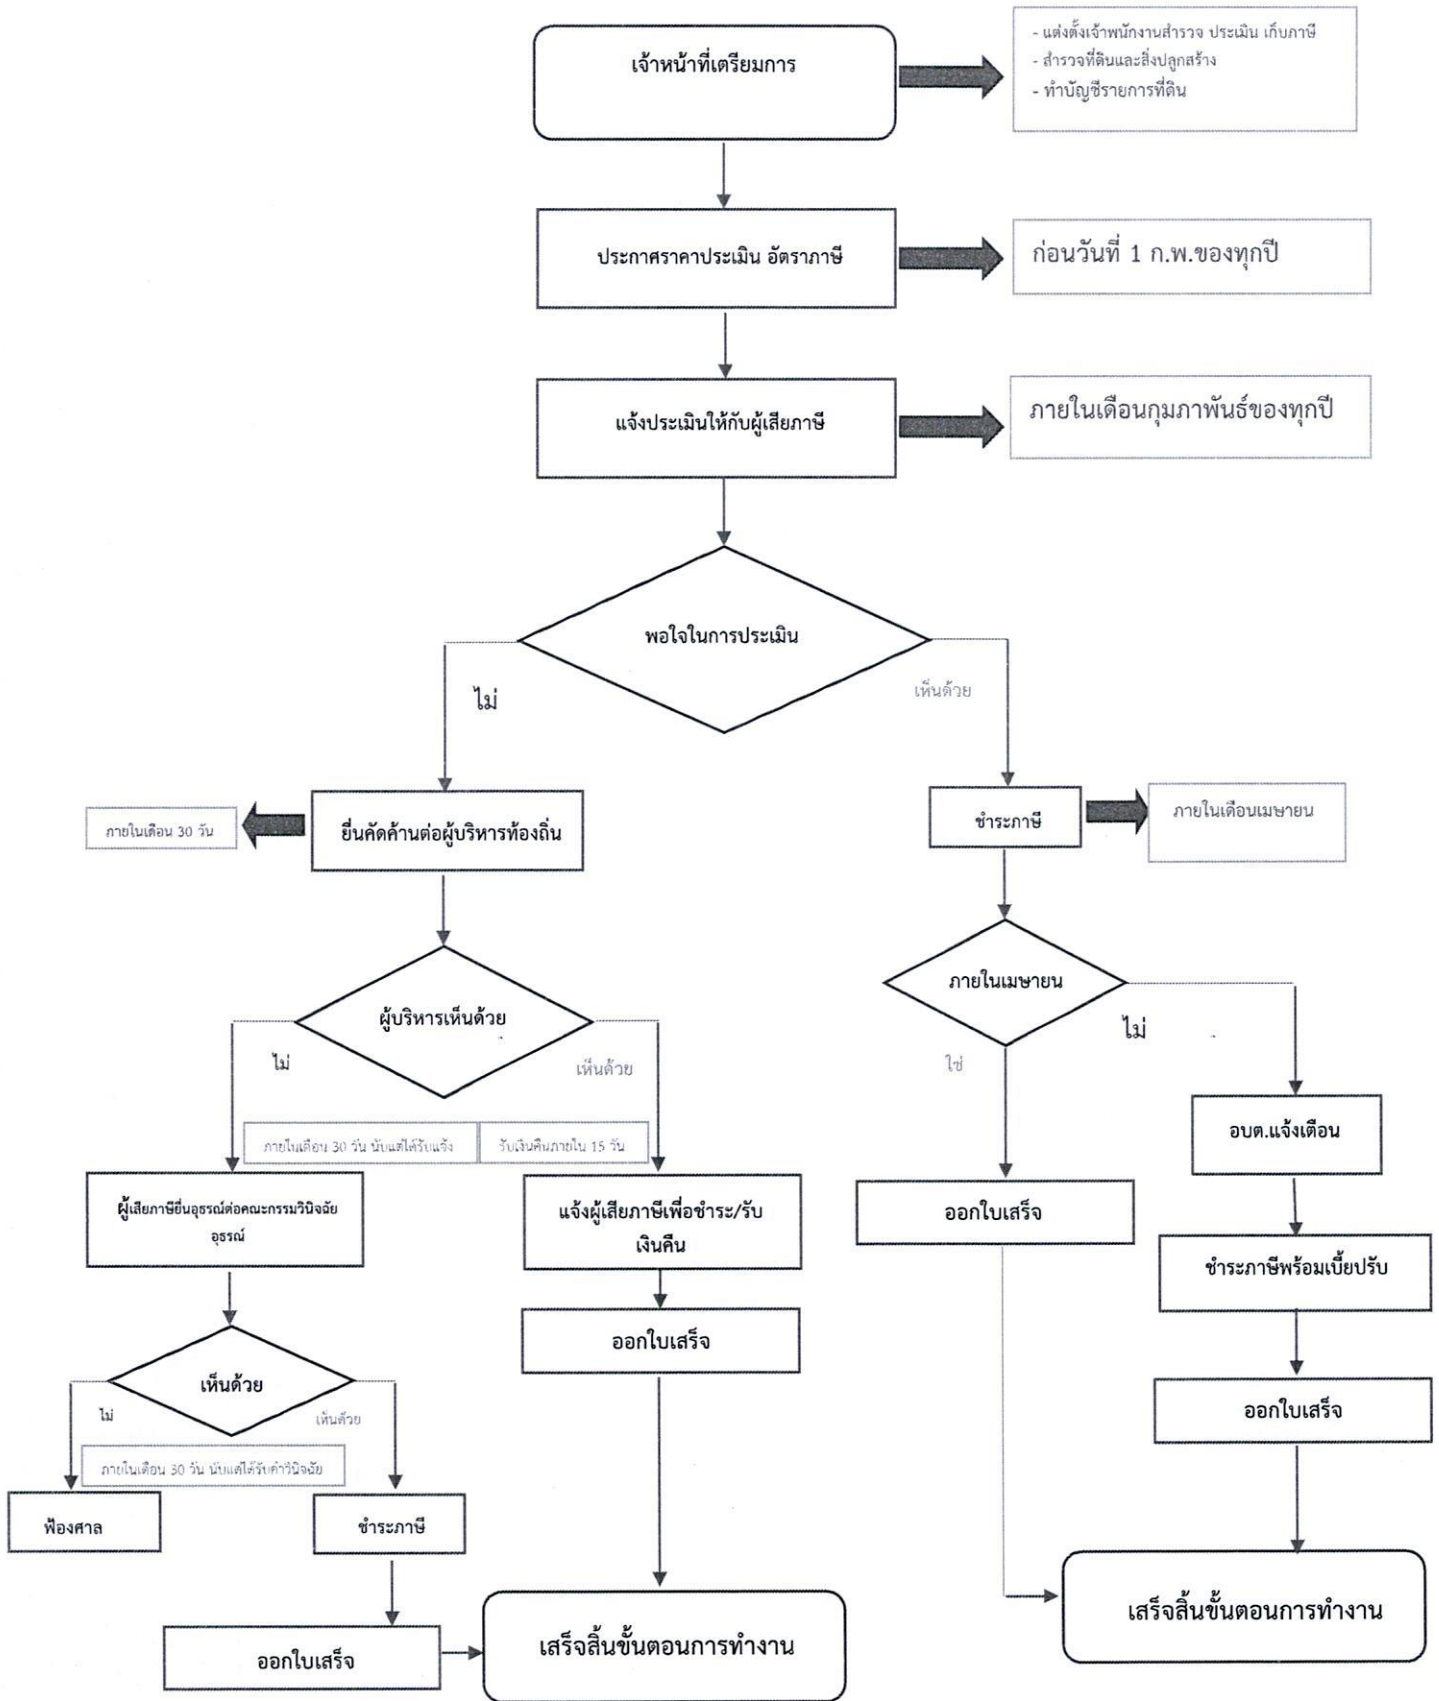 เจ้าหน้าที่เตรียมการ
- แต่งตั้งเจ้าพนักงานสำรวจ ประเมิน เก็บภาษี
- สำรวจที่ดินและสิ่งปลูกสร้าง
- ทำบัญชีรายการที่ดิน
ประกาศราคาประเมิน อัตราภาษี
ก่อนวันที่ 1 ก.พ.ของทุกปี
แจ้งประเมินให้กับผู้เสียภาษี
ภายในเดือนกุมภาพันธ์ของทุกปี
พอใจในการประเมิน
ไม่
เห็นด้วย
ภายในเดือน 30 วัน
ยื่นคัดค้านต่อผู้บริหารท้องถิ่น
ชำระภาษี
ภายในเดือนเมษายน
ผู้บริหารเห็นด้วย
ภายในเมษายน
ไม่
เห็นด้วย
ใช่
ไม่
ภายในเดือน 30 วัน นับแต่ได้รับแจ้ง
รับเงินคืนภายใน 15 วัน
อบต.แจ้งเตือน
ผู้เสียภาษียื่นอุธรณ์ต่อคณะกรรมวินิจฉัย
อุธรณ์
แจ้งผู้เสียภาษีเพื่อชำระ/รับ
เงินคืน
ออกใบเสร็จ
ชำระภาษีพร้อมเบี้ยปรับ
ออกใบเสร็จ
เห็นด้วย
ไม่
เห็นด้วย
ออกใบเสร็จ
ภายในเดือน 30 วัน นับแต่ได้รับคำวินิจฉัย
ฟ้องศาล
ชำระภาษี
ออกใบเสร็จ
เสร็จสิ้นขั้นตอนการทำงาน
เสร็จสิ้นขั้นตอนการทำงาน